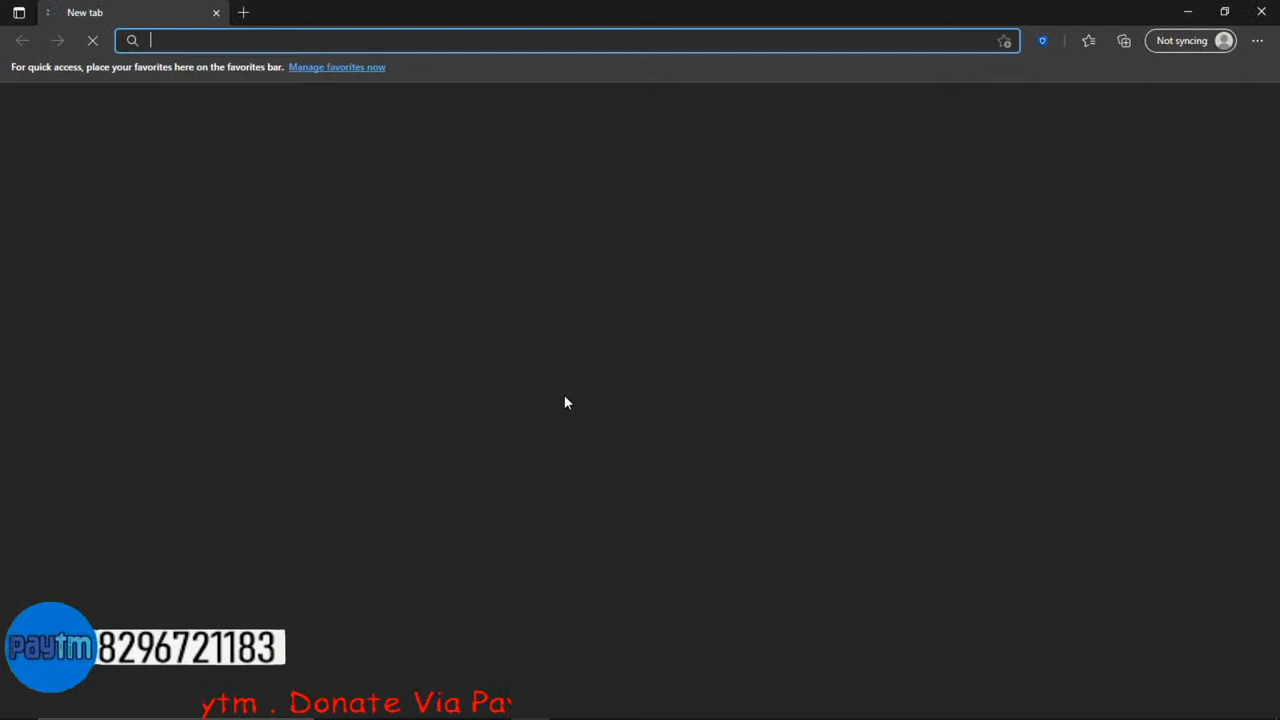 New tab
Not syncing
For quick access, place your favorites here on the favorites bar. Manage favorites now
paytm 8296721183
ytm . Donate Via Pay